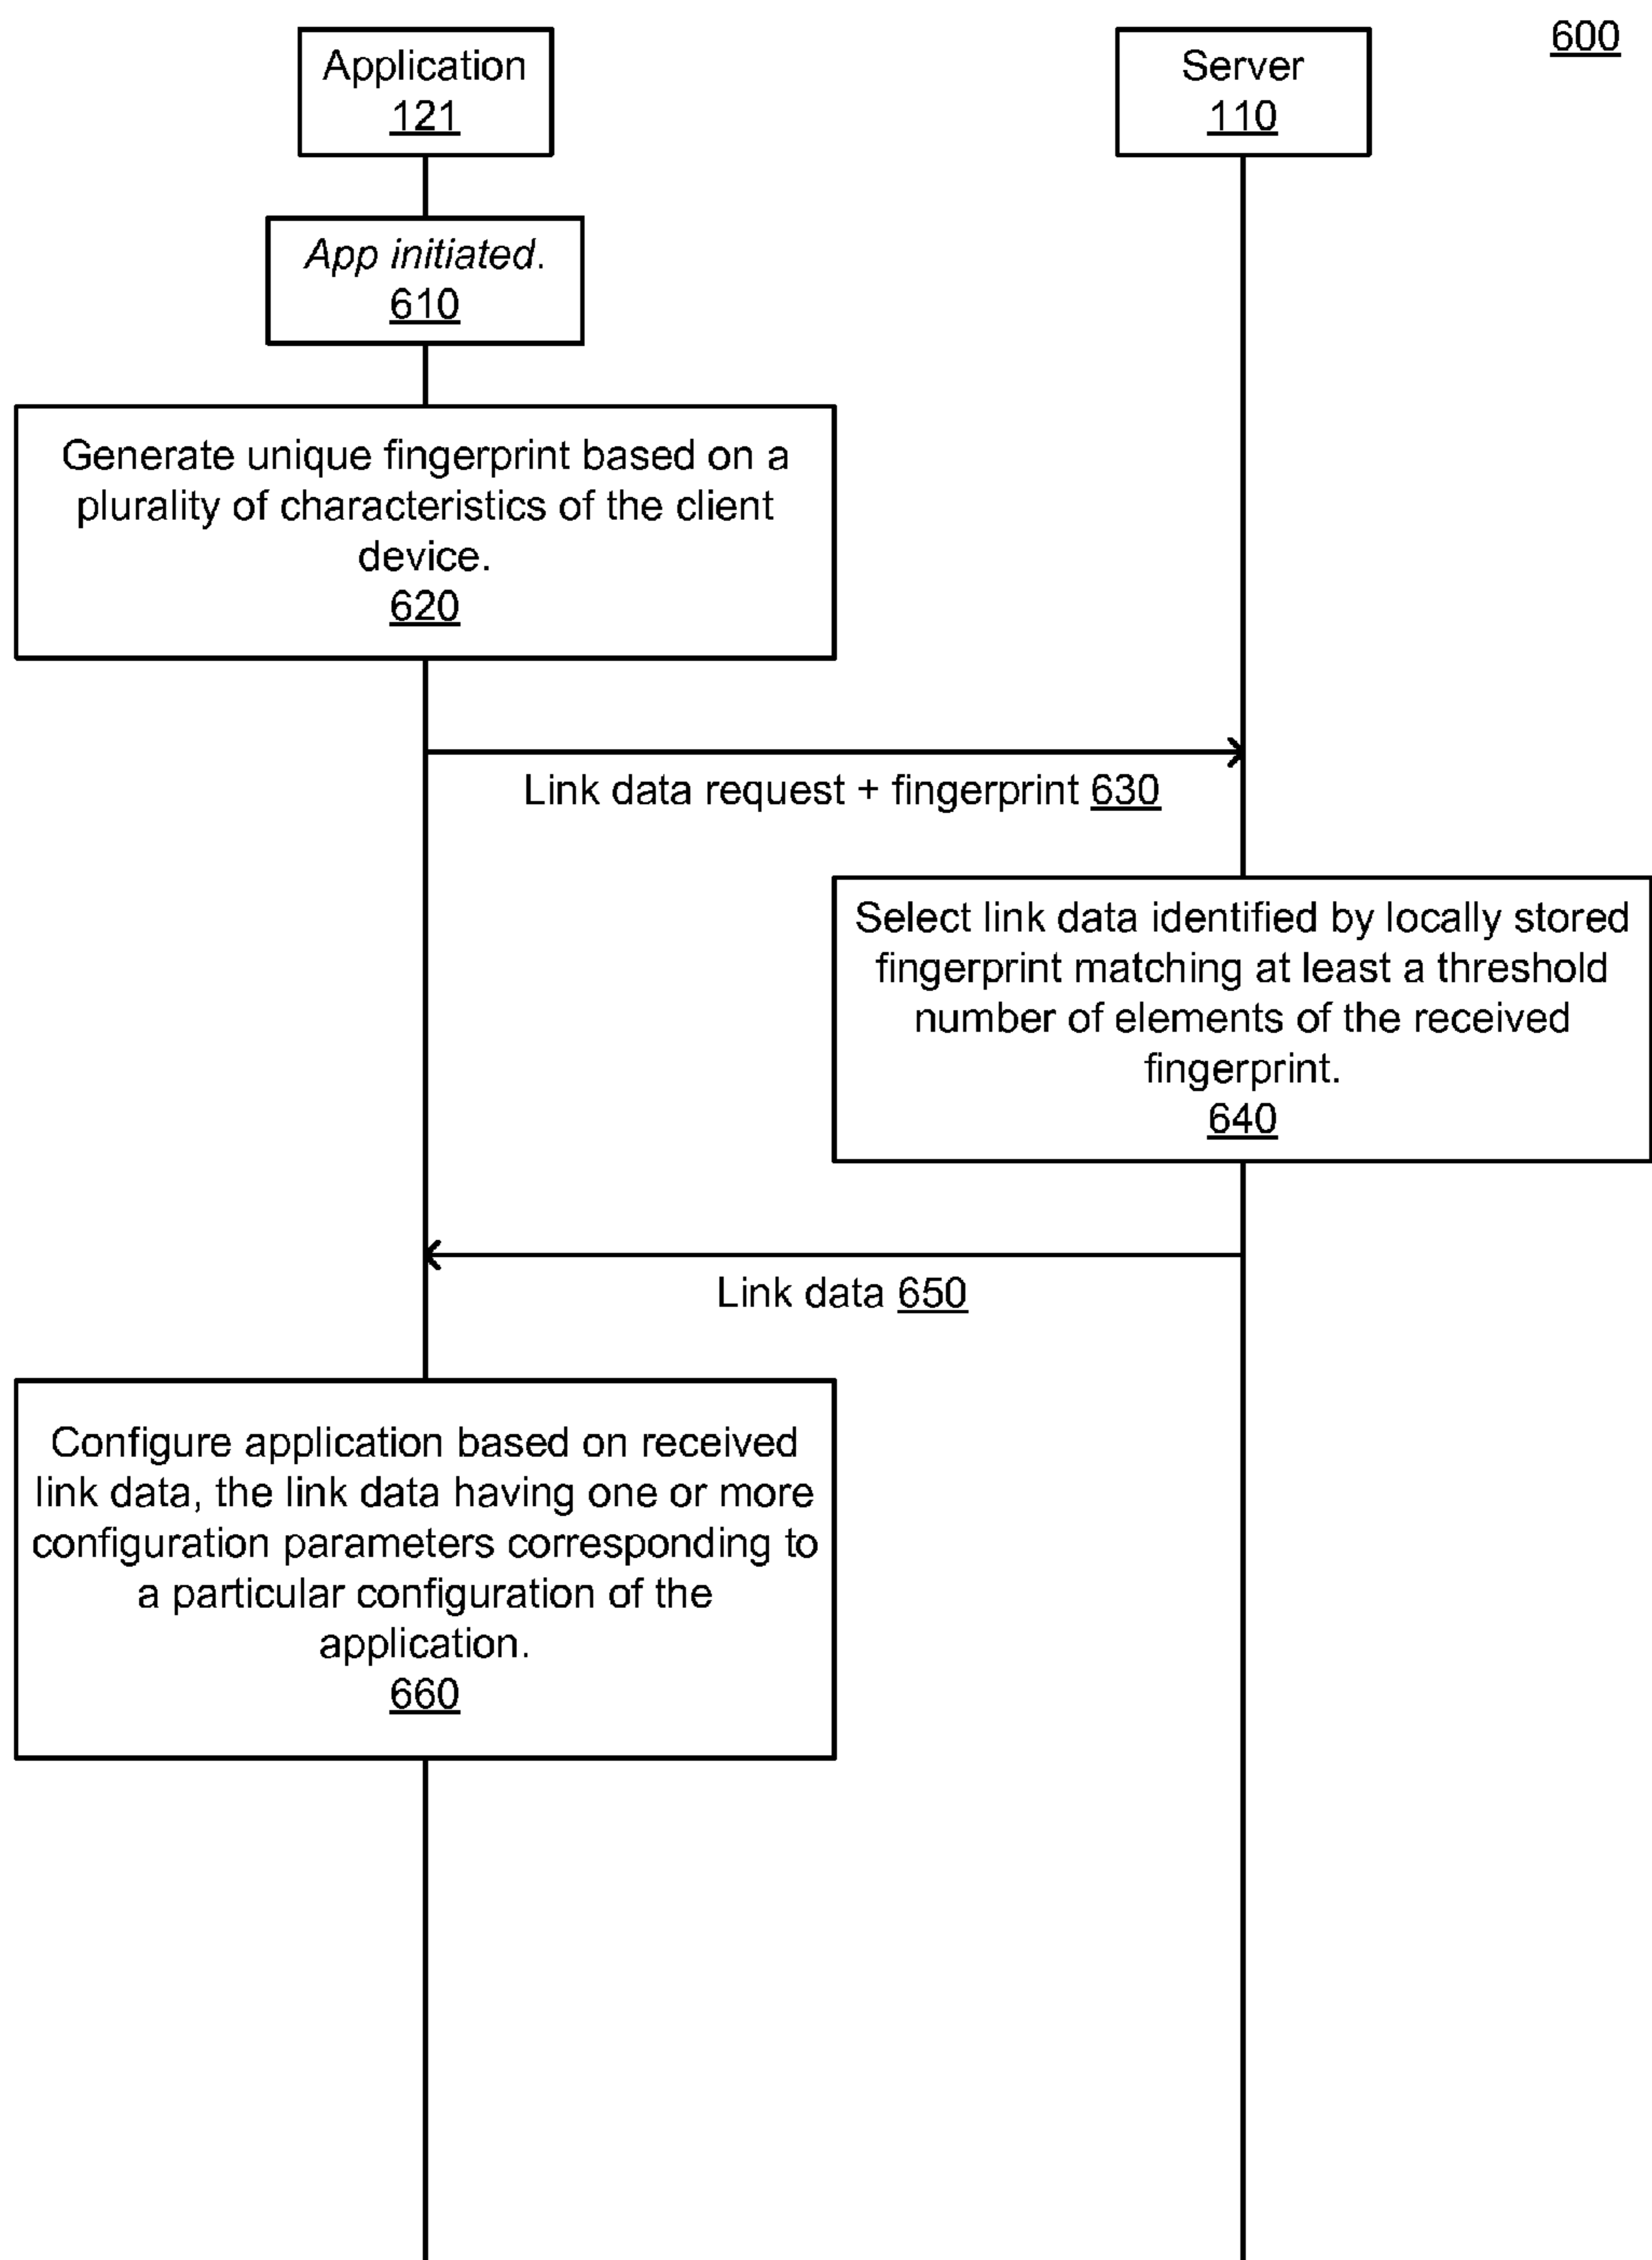 600
Application
121
Server
110
App initiated.
610
Generate unique fingerprint based on a
plurality of characteristics of the client
device.
620
Link data request + fingerprint 630
Select link data identified by locally stored
fingerprint matching at least a threshold
number of elements of the received
fingerprint.
640
Link data 650
Configure application based on received
link data, the link data having one or more
configuration parameters corresponding to
a particular configuration of the
application.
660